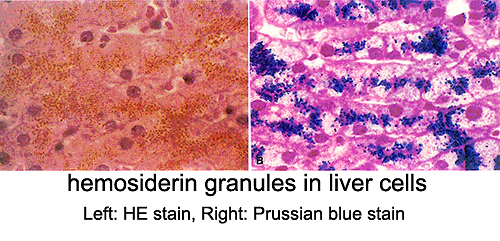 B
hemosiderin granules in liver cells
Left: HE stain, Right: Prussian blue stain